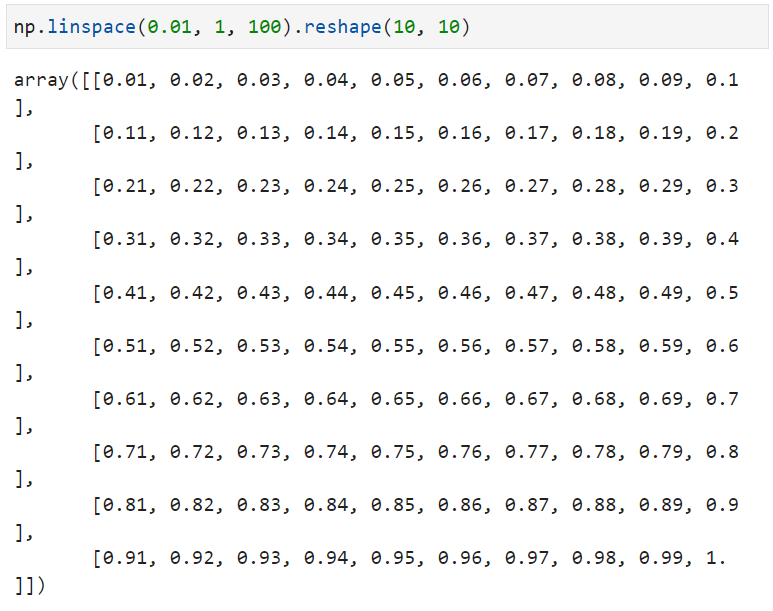 np.linspace(0.01, 1, 100).reshape(10, 10)
array([[0.01, 0.02, 0.03, 0.04, 0.05, 0.06, 0.07, 0.08, 0.09, 0.1
],
       [0.11, 0.12, 0.13, 0.14, 0.15, 0.16, 0.17, 0.18, 0.19, 0.2
],
       [0.21, 0.22, 0.23, 0.24, 0.25, 0.26, 0.27, 0.28, 0.29, 0.3
],
       [0.31, 0.32, 0.33, 0.34, 0.35, 0.36, 0.37, 0.38, 0.39, 0.4
],
       [0.41, 0.42, 0.43, 0.44, 0.45, 0.46, 0.47, 0.48, 0.49, 0.5
],
       [0.51, 0.52, 0.53, 0.54, 0.55, 0.56, 0.57, 0.58, 0.59, 0.6
],
       [0.61, 0.62, 0.63, 0.64, 0.65, 0.66, 0.67, 0.68, 0.69, 0.7
],
       [0.71, 0.72, 0.73, 0.74, 0.75, 0.76, 0.77, 0.78, 0.79, 0.8
],
       [0.81, 0.82, 0.83, 0.84, 0.85, 0.86, 0.87, 0.88, 0.89, 0.9
],
       [0.91, 0.92, 0.93, 0.94, 0.95, 0.96, 0.97, 0.98, 0.99, 1.
]])